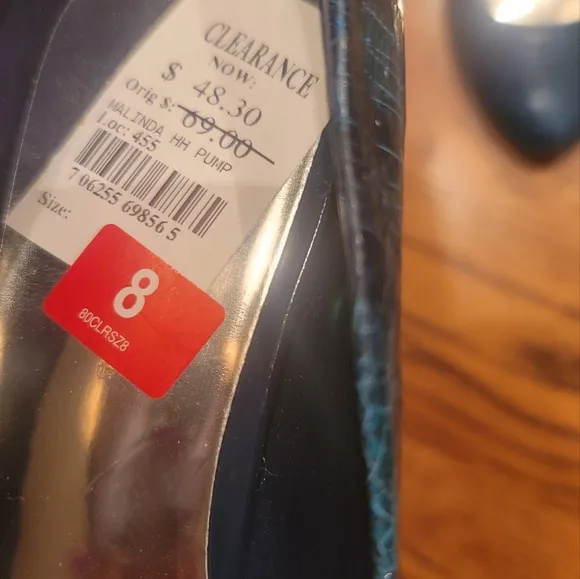 CLEARANCE
NOW:
$ 48.30
Orig $: 69.00
MALINDA HH PUMP
Loc: 455
7 06255 69856 5
Size:
8
80CLRSZ8